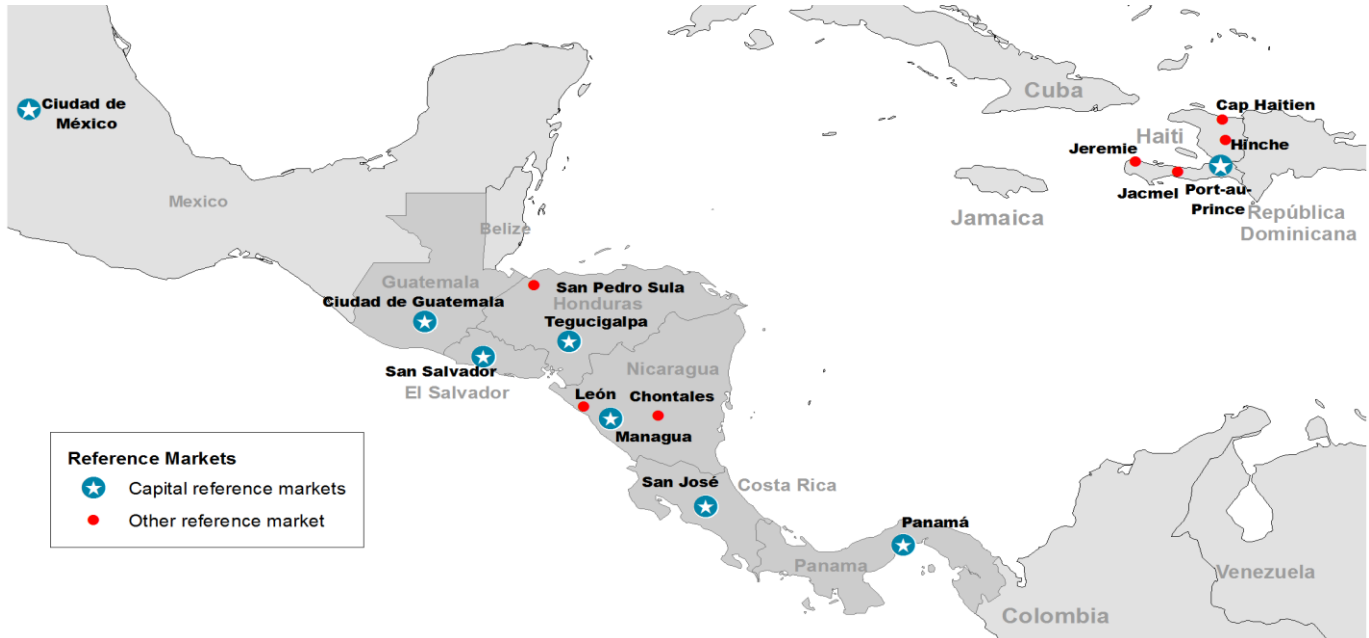 Cuba
Cap Haitien
Ciudad de
México
Haiti
Hinche
Jeremie
Jacmel
Port-au-
Prince
República
Dominicana
Mexico
Jamaica
Belize
Guatemala
Ciudad de Guatemala
San Pedro Sula
Honduras
Tegucigalpa
San Salvador
El Salvador
Nicaragua
León
Chontales
Managua
Reference Markets
Capital reference markets
Other reference market
San José
Costa Rica
Panamá
Panama
Venezuela
Colombia